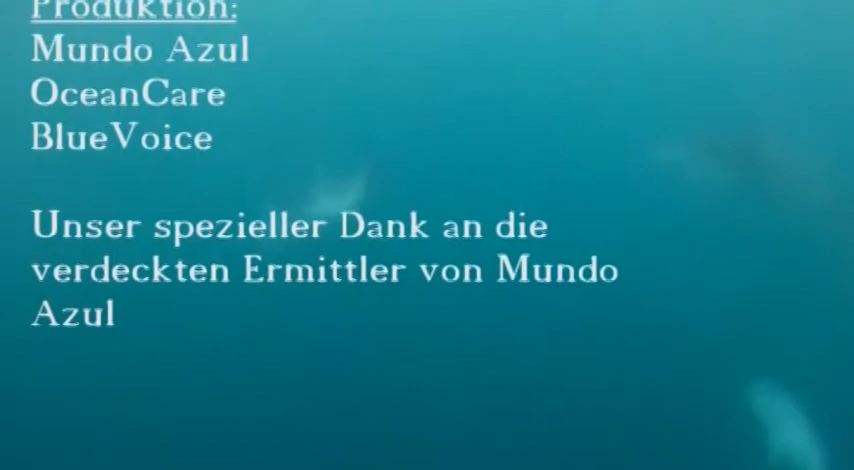 Produktion:
Mundo Azul
OceanCare
BlueVoice
Unser spezieller Dank an die
verdeckten Ermittler von Mundo
Azul